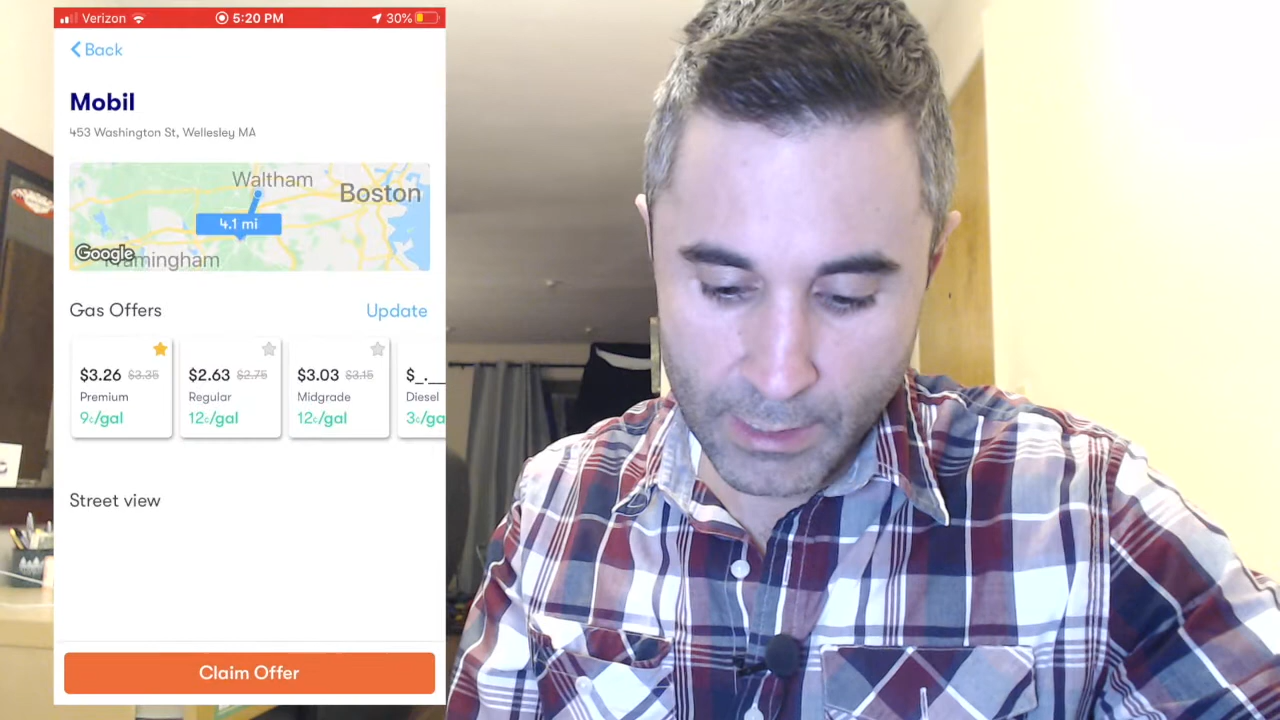 Verizon 5:20 PM 30%
Back
Mobil
453 Washington St, Wellesley MA
Waltham
Boston
4.1 mi
Google
Framingham
Gas Offers Update
$3.26 $3.35 $2.63 $2.75 $3.03 $3.15 $_.__
Premium Regular Midgrade Diesel
9¢/gal 12¢/gal 12¢/gal 3¢/ga
Street view
Claim Offer